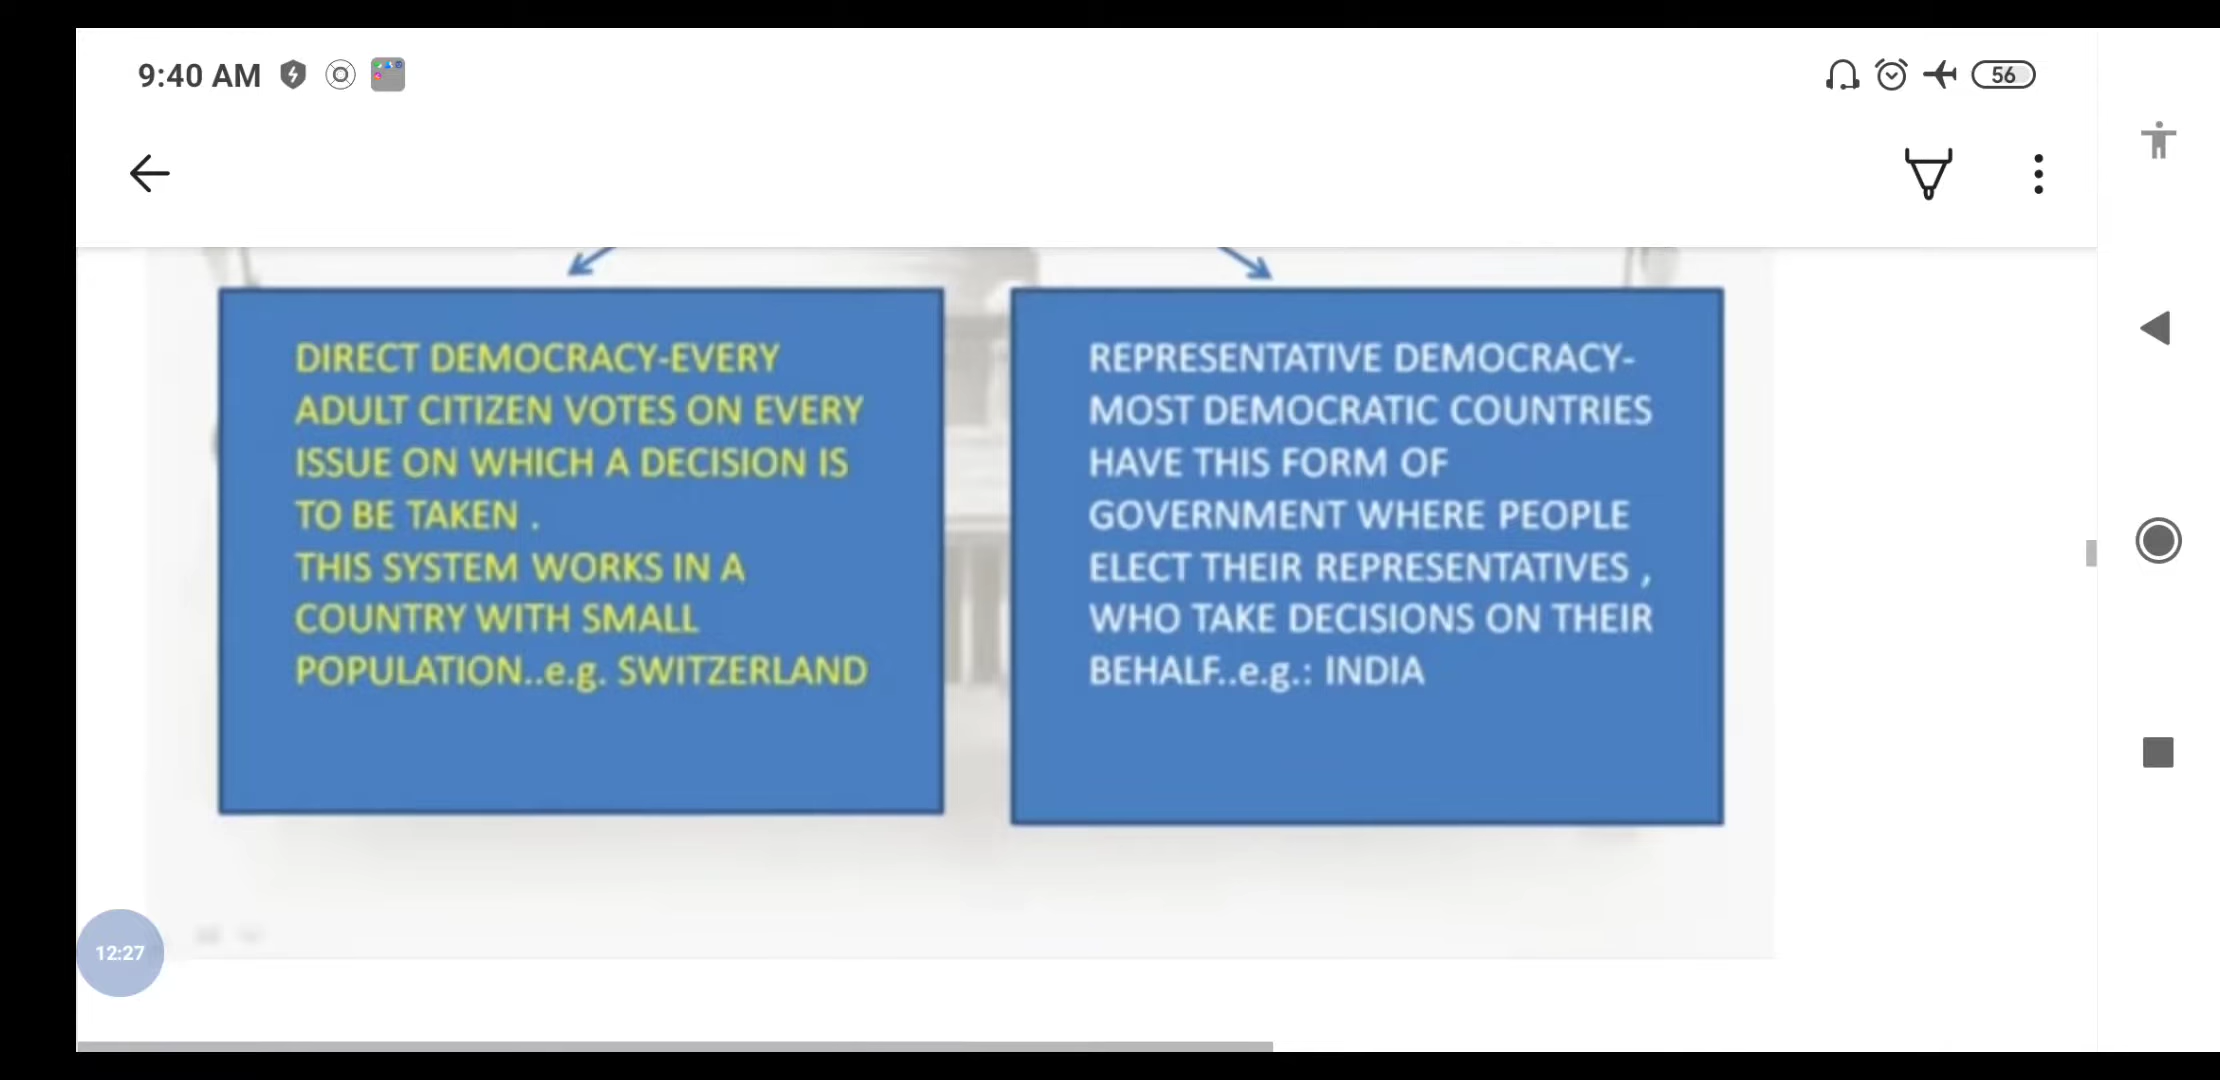 9:40 AM
56
DIRECT DEMOCRACY-EVERY
ADULT CITIZEN VOTES ON EVERY
ISSUE ON WHICH A DECISION IS
TO BE TAKEN .
THIS SYSTEM WORKS IN A
COUNTRY WITH SMALL
POPULATION..e.g. SWITZERLAND
REPRESENTATIVE DEMOCRACY-
MOST DEMOCRATIC COUNTRIES
HAVE THIS FORM OF
GOVERNMENT WHERE PEOPLE
ELECT THEIR REPRESENTATIVES ,
WHO TAKE DECISIONS ON THEIR
BEHALF..e.g.: INDIA
12:27